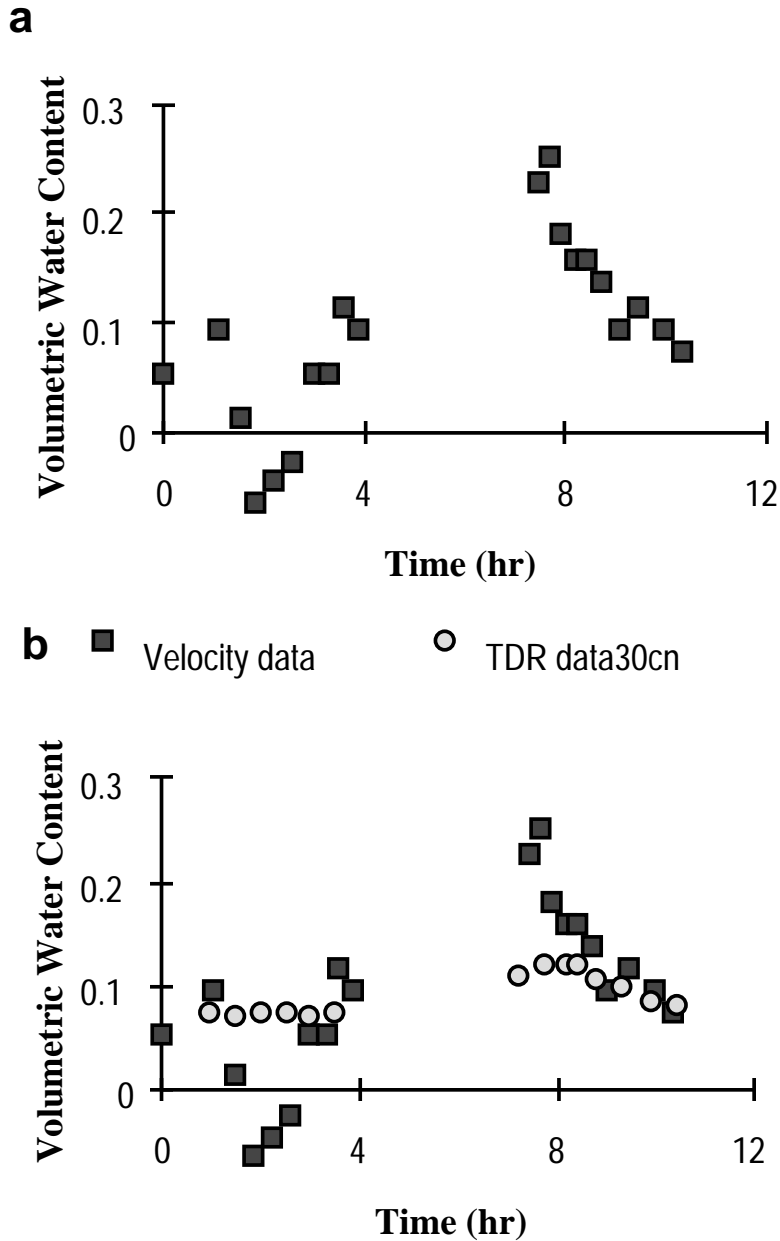 a
Volumetric Water Content
0.3
0.2
0.1
0
0 4 8 12
Time (hr)
b Velocity data TDR data30cn
Volumetric Water Content
0.3
0.2
0.1
0
0 4 8 12
Time (hr)